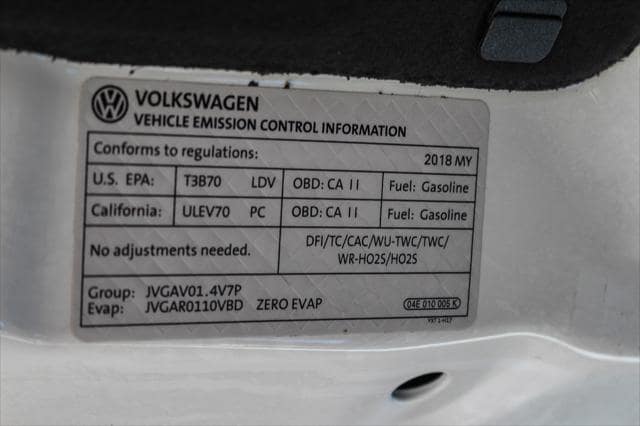 VOLKSWAGEN
VEHICLE EMISSION CONTROL INFORMATION
Conforms to regulations: 2018 MY
U.S. EPA: T3B70 LDV OBD: CA II Fuel: Gasoline
California: ULEV70 PC OBD: CA II Fuel: Gasoline
No adjustments needed. DFI/TC/CAC/WU-TWC/TWC/
WR-HO2S/HO2S
Group: JVGAV01.4V7P
Evap: JVGAR0110VBD ZERO EVAP 04E 010 005 K